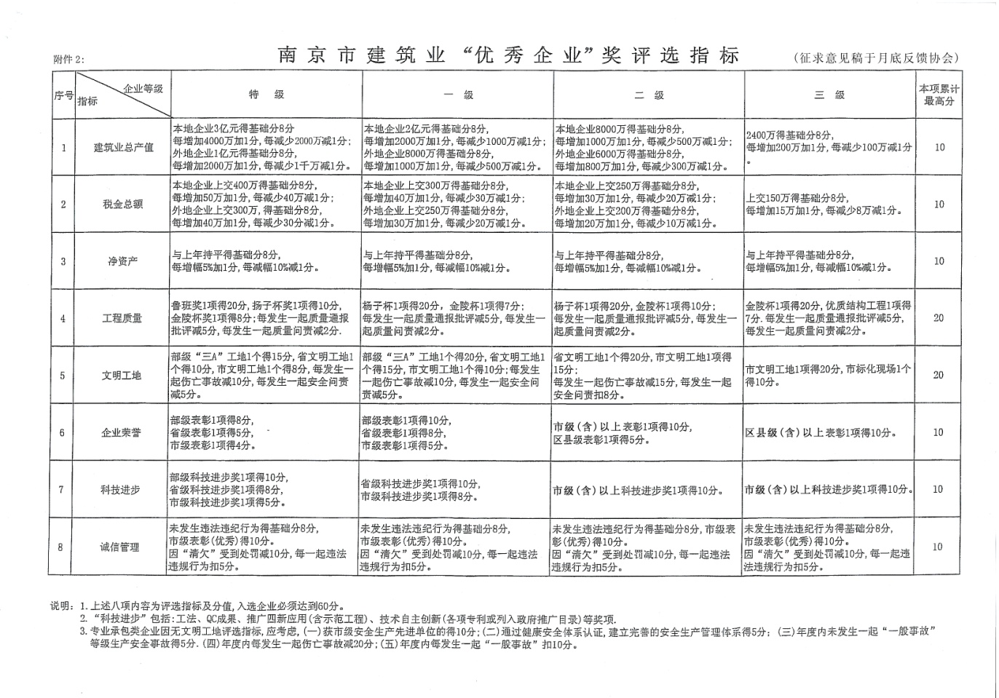 附件2:
南京市建筑业“优秀企业”奖评选指标
(征求意见稿于月底反馈协会)
序号
企业等级
指标
特 级
一 级
二 级
三 级
本项累计
最高分
1
建筑业总产值
本地企业3亿元得基础分8分
每增加4000万加1分,每减少2000万减1分;
外地企业1亿元得基础分8分,
每增加2000万加1分,每减少1千万减1分。
本地企业2亿元得基础分8分,
每增加2000万加1分,每减少1000万减1分;
外地企业8000万得基础分8分,
每增加1000万加1分,每减少500万减1分。
本地企业8000万得基础分8分,
每增加1000万加1分,每减少500万减1分;
外地企业6000万得基础分8分,
每增加800万加1分,每减少300万减1分。
2400万得基础分8分,
每增加200万加1分,每减少100万减1分
。
10
2
税金总额
本地企业上交400万得基础分8分,
每增加50万加1分,每减少40万减1分;
外地企业上交300万,得基础分8分,
每增加40万加1分,每减少30分减1分。
本地企业上交300万得基础分8分,
每增加40万加1分,每减少30万减1分;
外地企业上交250万得基础分8分,
每增加30万加1分,每减少20万减1分。
本地企业上交250万得基础分8分,
每增加30万加1分,每减少20万减1分;
外地企业上交200万得基础分8分,
每增加20万加1分,每减少10万减1分。
上交150万得基础分8分,
每增加15万加1分,每减少8万减1分。
10
3
净资产
与上年持平得基础分8分,
每增幅5%加1分,每减幅10%减1分。
与上年持平得基础分8分,
每增幅5%加1分,每减幅10%减1分。
与上年持平得基础分8分,
每增幅5%加1分,每减幅10%减1分。
与上年持平得基础分8分,
每增幅5%加1分,每减幅10%减1分。
10
4
工程质量
鲁班奖1项得20分,扬子杯奖1项得10分,
金陵杯奖1项得8分;每发生一起质量通报
批评减5分,每发生一起质量问责减2分.
杨子杯1项得20分，金陵杯1项得7分;
每发生一起质量通报批评减5分,每发生一
起质量问责减2分。
杨子杯1项得20分,金陵杯1项得10分;
每发生一起质量通报批评减5分,每发生一
起质量问责减2分。
金陵杯1项得20分,优质结构工程1项得
7分.每发生一起质量通报批评减5分,
每发生一起质量问责减2分。
20
5
文明工地
部级“三A”工地1个得15分,省文明工地1
个得10分,市文明工地1个得8分,每发生一
起伤亡事故减10分,每发生一起安全问责
减5分。
部级“三A”工地1个得20分,省文明工地1
个得15分,市文明工地1个得10分;每发生
一起伤亡事故减10分,每发生一起安全问
责减5分。
省文明工地1个得20分,市文明工地1项得
15分;
每发生一起伤亡事故减15分,每发生一起
安全问责扣8分。
市文明工地1项得20分,市标化现场1个
得10分。
20
6
企业荣誉
部级表彰1项得8分,
省级表彰1项得5分,
市级表彰1项得4分。
部级表彰1项得10分,
省级表彰1项得8分,
市级表彰1项得5分。
市级(含)以上表彰1项得10分,
区县级表彰1项得5分。
区县级(含)以上表彰1项得10分。
10
7
科技进步
部级科技进步奖1项得10分,
省级科技进步奖1项得8分,
市级科技进步奖1项得5分。
省级科技进步奖1项得10分,
市级科技进步奖1项得8分。
市级(含)以上科技进步奖1项得10分。
市级(含)以上科技进步奖1项得10分。
10
8
诚信管理
未发生违法违纪行为得基础分8分,
市级表彰(优秀)得10分。
因“清欠”受到处罚减10分,每一起违法
违规行为扣5分。
未发生违法违纪行为得基础分8分,
市级表彰(优秀)得10分。
因“清欠”受到处罚减10分,每一起违法
违规行为扣5分。
未发生违法违纪行为得基础分8分,市级表
彰(优秀)得10分。
因“清欠”受到处罚减10分,每一起违法
违规行为扣5分。
未发生违法违纪行为得基础分8分,
市级表彰(优秀)得10分。
因“清欠”受到处罚减10分,每一起违
法违规行为扣5分。
10
说明：1.上述八项内容为评选指标及分值,入选企业必须达到60分。
2.“科技进步”包括:工法、QC成果、推广四新应用(含示范工程)、技术自主创新(各项专利或列入政府推广目录)等奖项.
3.专业承包类企业因无文明工地评选指标,应考虑,(一)获市级安全生产先进单位的得10分;(二)通过健康安全体系认证,建立完善的安全生产管理体系得5分；(三)年度内未发生一起“一般事故”
等级生产安全事故得5分.(四)年度内每发生一起伤亡事故减20分;(五)年度内每发生一起“一般事故”扣10分。